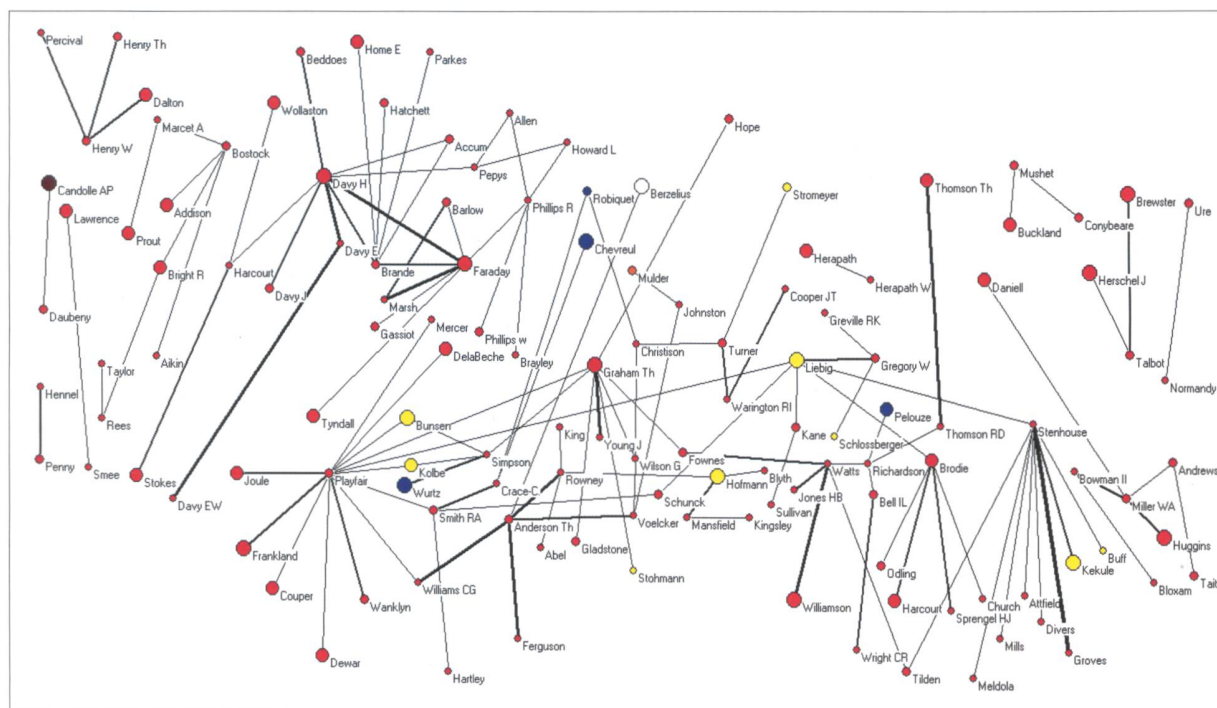 Percival
Henry Th
Beddoes
Home E
Parkes
Dalton
Wollaston
Hatchett
Allen
Hope
Marcet A
Henry W
Bostock
Accum
Howard L
Pepys
Thomson Th
Mushet
Brewster
Ure
Candolle AP
Davy H
Robiquet
Berzelius
Stromeyer
Lawrence
Addison
Barlow
Phillips R
Buckland
Conybeare
Prout
Davy E
Chevreul
Herapath
Bright R
Harcourt
Brande
Faraday
Mulder
Herapath W
Daniell
Herschel J
Davy J
Marsh
Cooper JT
Daubeny
Gassiot
Mercer
Phillips w
Johnston
Greville RK
Taylor
Aikin
DelaBeche
Brayley
Christison
Turner
Gregory W
Talbot
Hennel
Graham Th
Liebig
Normandy
Rees
Tyndall
Bunsen
King
Young J
Warington RI
Kane
Pelouze
Thomson RD
Stenhouse
Schlossberger
Penny
Smee
Stokes
Joule
Playfair
Kolbe
Simpson
Wilson G
Fownes
Watts
Richardson
Brodie
Wurtz
Crace-C
Rowney
Hofmann
Blyth
Bowman II
Andrews
Davy EW
Schunck
Jones HB
Bell IL
Miller WA
Smith RA
Anderson Th
Voelcker
Mansfield
Kingsley
Sullivan
Frankland
Abel
Gladstone
Huggins
Buff
Kekule
Couper
Williams CG
Stohmann
Odling
Tait
Bloxam
Wanklyn
Williamson
Harcourt
Church
Attfield
Sprengel HJ
Divers
Ferguson
Mills
Dewar
Wright CR
Groves
Hartley
Tilden
Meldola